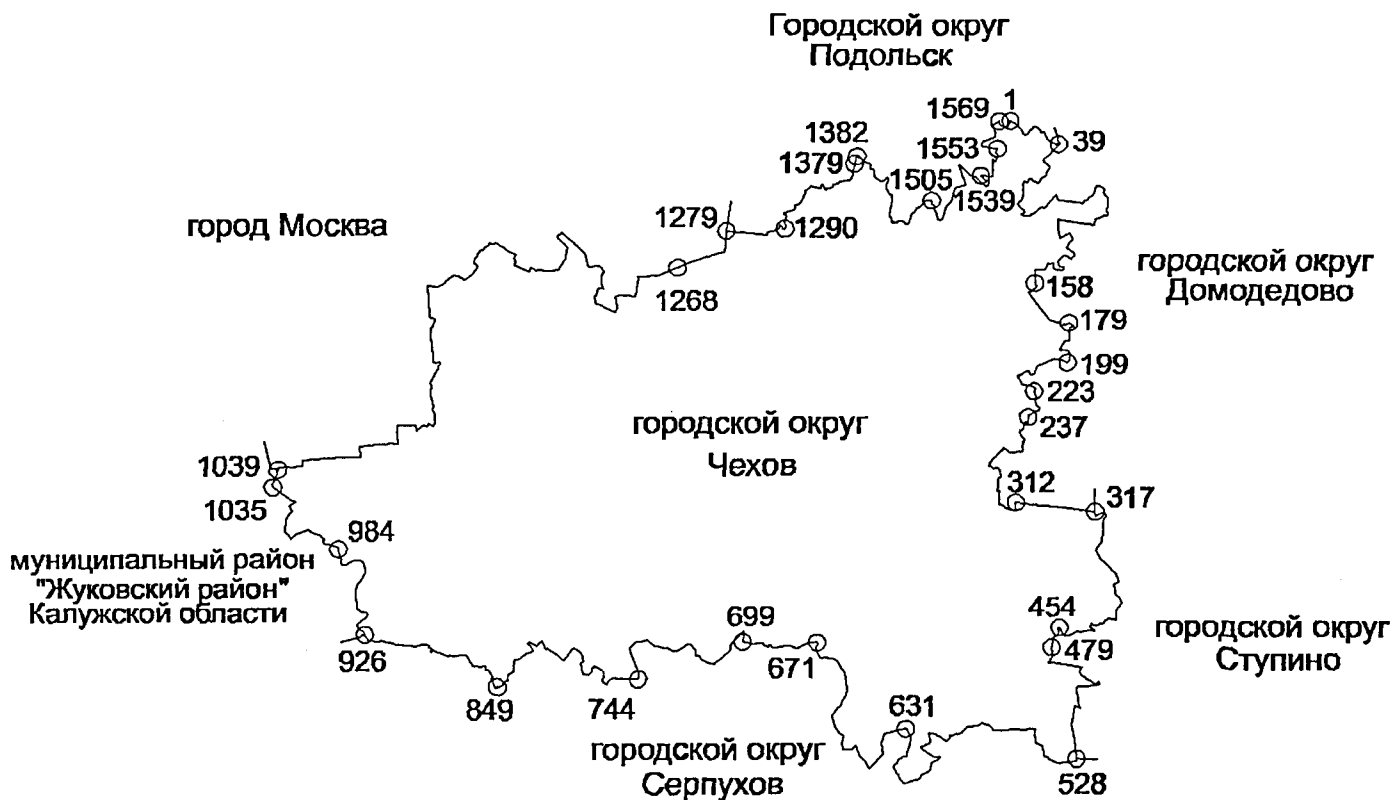 Городской округ
Подольск
1569
1
39
1382
1553
1379
1505
1539
город Москва
1279
1290
городской округ
Домодедово
158
1268
179
199
223
городской округ
Чехов
237
1039
312
317
1035
984
муниципальный район
"Жуковский район"
Калужской области
454
699
городской округ
Ступино
479
926
671
849
744
631
городской округ
Серпухов
528